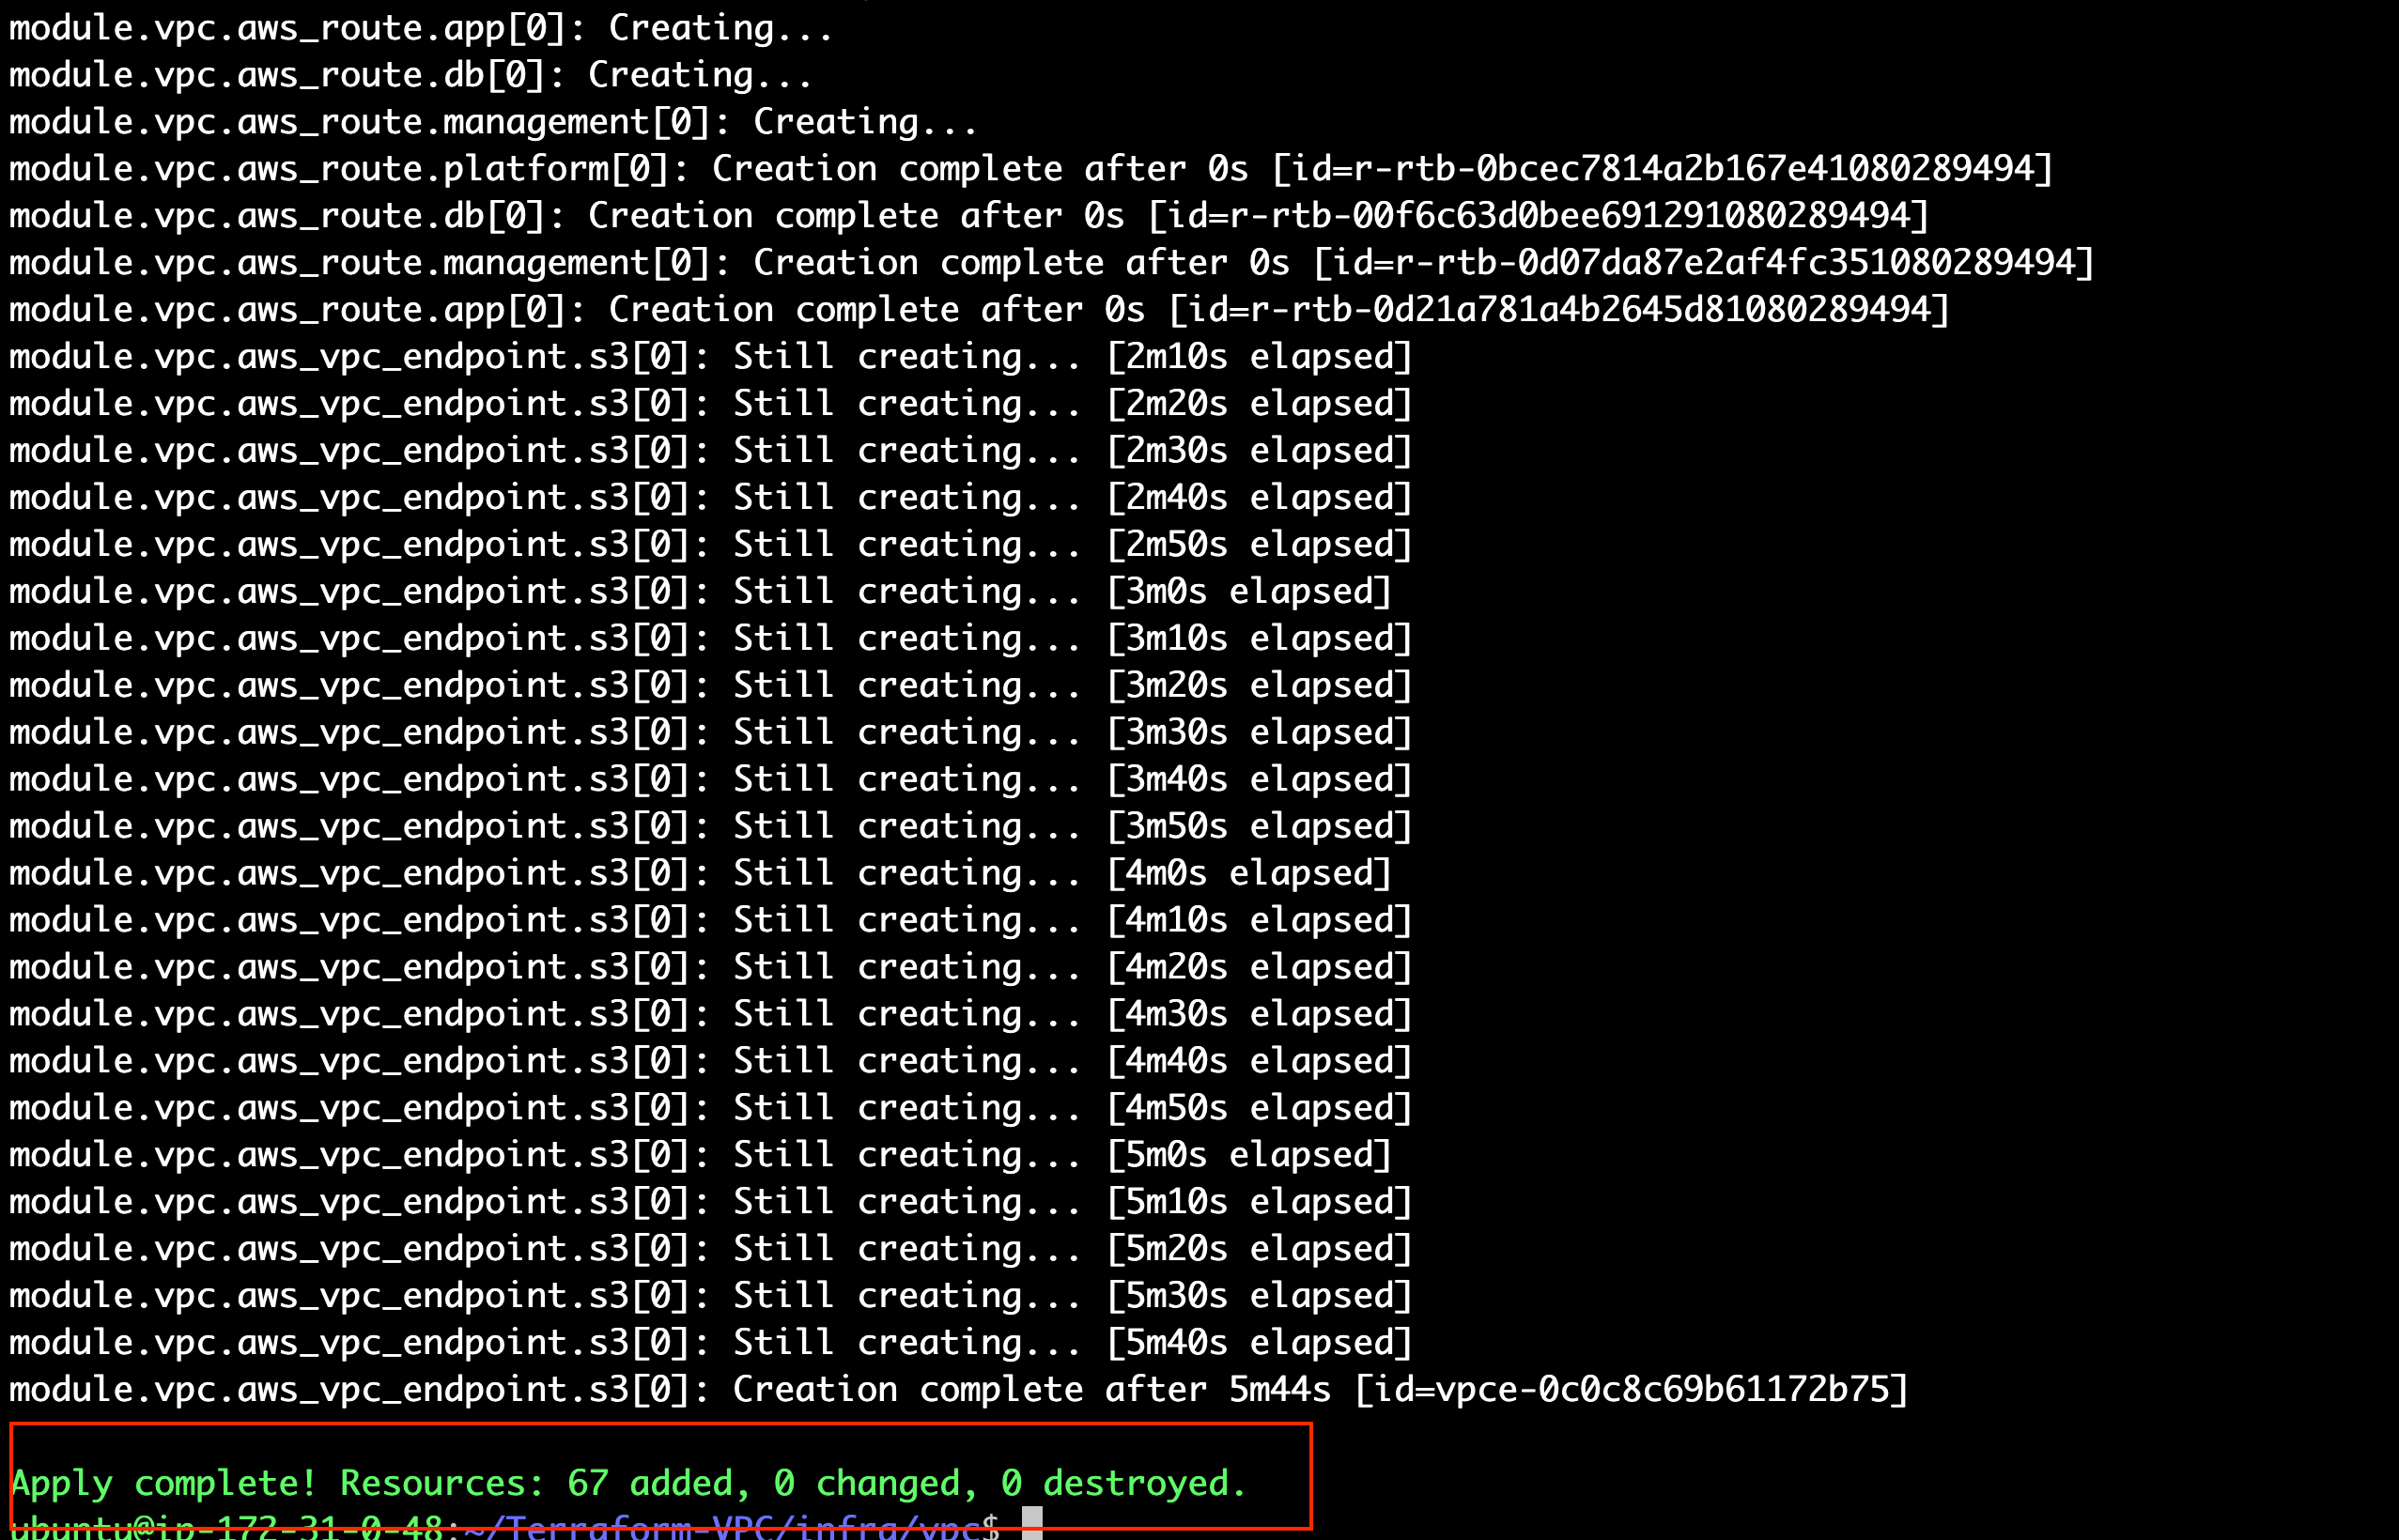 module.vpc.aws_route.app[0]: Creating...
module.vpc.aws_route.db[0]: Creating...
module.vpc.aws_route.management[0]: Creating...
module.vpc.aws_route.platform[0]: Creation complete after 0s [id=r-rtb-0bcec7814a2b167e41080289494]
module.vpc.aws_route.db[0]: Creation complete after 0s [id=r-rtb-00f6c63d0bee691291080289494]
module.vpc.aws_route.management[0]: Creation complete after 0s [id=r-rtb-0d07da87e2af4fc351080289494]
module.vpc.aws_route.app[0]: Creation complete after 0s [id=r-rtb-0d21a781a4b2645d81080289494]
module.vpc.aws_vpc_endpoint.s3[0]: Still creating... [2m10s elapsed]
module.vpc.aws_vpc_endpoint.s3[0]: Still creating... [2m20s elapsed]
module.vpc.aws_vpc_endpoint.s3[0]: Still creating... [2m30s elapsed]
module.vpc.aws_vpc_endpoint.s3[0]: Still creating... [2m40s elapsed]
module.vpc.aws_vpc_endpoint.s3[0]: Still creating... [2m50s elapsed]
module.vpc.aws_vpc_endpoint.s3[0]: Still creating... [3m0s elapsed]
module.vpc.aws_vpc_endpoint.s3[0]: Still creating... [3m10s elapsed]
module.vpc.aws_vpc_endpoint.s3[0]: Still creating... [3m20s elapsed]
module.vpc.aws_vpc_endpoint.s3[0]: Still creating... [3m30s elapsed]
module.vpc.aws_vpc_endpoint.s3[0]: Still creating... [3m40s elapsed]
module.vpc.aws_vpc_endpoint.s3[0]: Still creating... [3m50s elapsed]
module.vpc.aws_vpc_endpoint.s3[0]: Still creating... [4m0s elapsed]
module.vpc.aws_vpc_endpoint.s3[0]: Still creating... [4m10s elapsed]
module.vpc.aws_vpc_endpoint.s3[0]: Still creating... [4m20s elapsed]
module.vpc.aws_vpc_endpoint.s3[0]: Still creating... [4m30s elapsed]
module.vpc.aws_vpc_endpoint.s3[0]: Still creating... [4m40s elapsed]
module.vpc.aws_vpc_endpoint.s3[0]: Still creating... [4m50s elapsed]
module.vpc.aws_vpc_endpoint.s3[0]: Still creating... [5m0s elapsed]
module.vpc.aws_vpc_endpoint.s3[0]: Still creating... [5m10s elapsed]
module.vpc.aws_vpc_endpoint.s3[0]: Still creating... [5m20s elapsed]
module.vpc.aws_vpc_endpoint.s3[0]: Still creating... [5m30s elapsed]
module.vpc.aws_vpc_endpoint.s3[0]: Still creating... [5m40s elapsed]
module.vpc.aws_vpc_endpoint.s3[0]: Creation complete after 5m44s [id=vpce-0c0c8c69b61172b75]
Apply complete! Resources: 67 added, 0 changed, 0 destroyed.
ubuntu@ip-172-31-0-48:~/Terraform-VPC/infra/vpc$